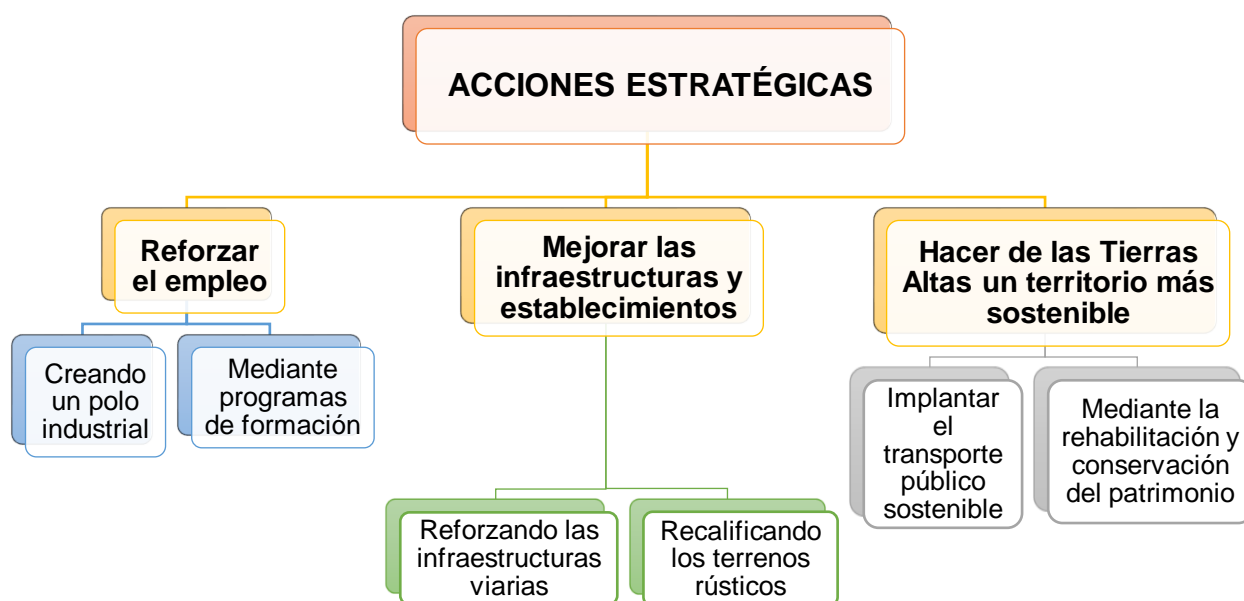 ACCIONES ESTRATÉGICAS
Reforzar
el empleo
Creando
un polo
industrial
Mediante
programas
de formación
Mejorar las
infraestructuras y
establecimientos
Reforzando las
infraestructuras
viarias
Recalificando
los terrenos
rústicos
Hacer de las Tierras
Altas un territorio más
sostenible
Implantar
el
transporte
público
sostenible
Mediante la
rehabilitación y
conservación
del patrimonio